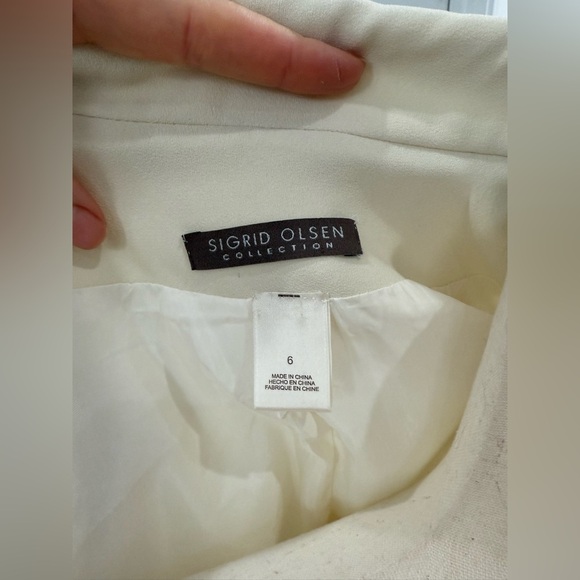 SIGRID OLSEN
COLLECTION
6
MADE IN CHINA
HECHO EN CHINA
FABRIQUE EN CHINE